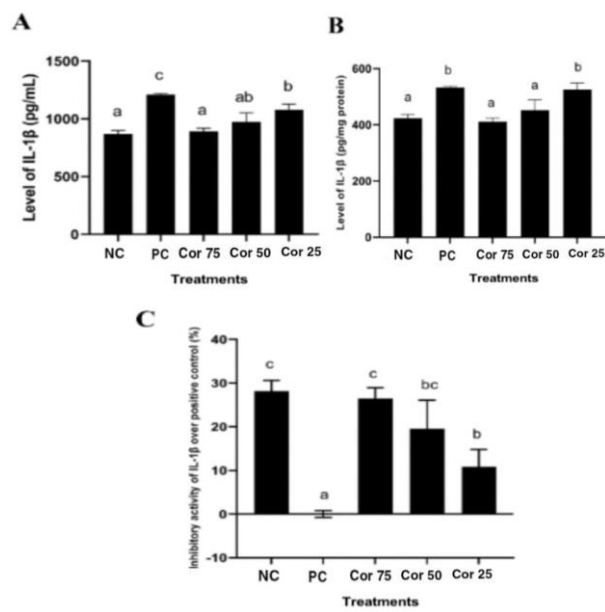 A
Level of IL-1β (pg/mL)
1500
1000
500
0
a
c
a
ab
b
NC PC Cor 75 Cor 50 Cor 25
Treatments
B
Level of IL-1β (pg/mg protein)
600
400
200
0
a
b
a
a
b
NC PC Cor 75 Cor 50 Cor 25
Treatments
C
Inhibitory activity of IL-1β over positive control (%)
40
30
20
10
0
-10
c
a
c
bc
b
NC PC Cor 75 Cor 50 Cor 25
Treatments